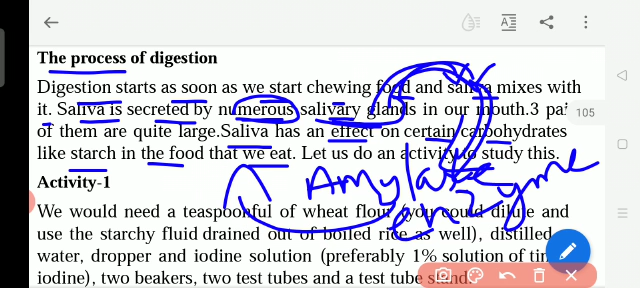 The process of digestion
Digestion starts as soon as we start chewing food and saliva mixes with
it. Saliva is secreted by numerous salivary glands in our mouth.3 pai
105
of them are quite large.Saliva has an effect on certain carbohydrates
like starch in the food that we eat. Let us do an activity to study this.
Amylase
enzyme
Activity-1
We would need a teaspoonful of wheat flour (you could dilute and
use the starchy fluid drained out of boiled rice as well), distilled
water, dropper and iodine solution (preferably 1% solution of tin
iodine), two beakers, two test tubes and a test tube stand.